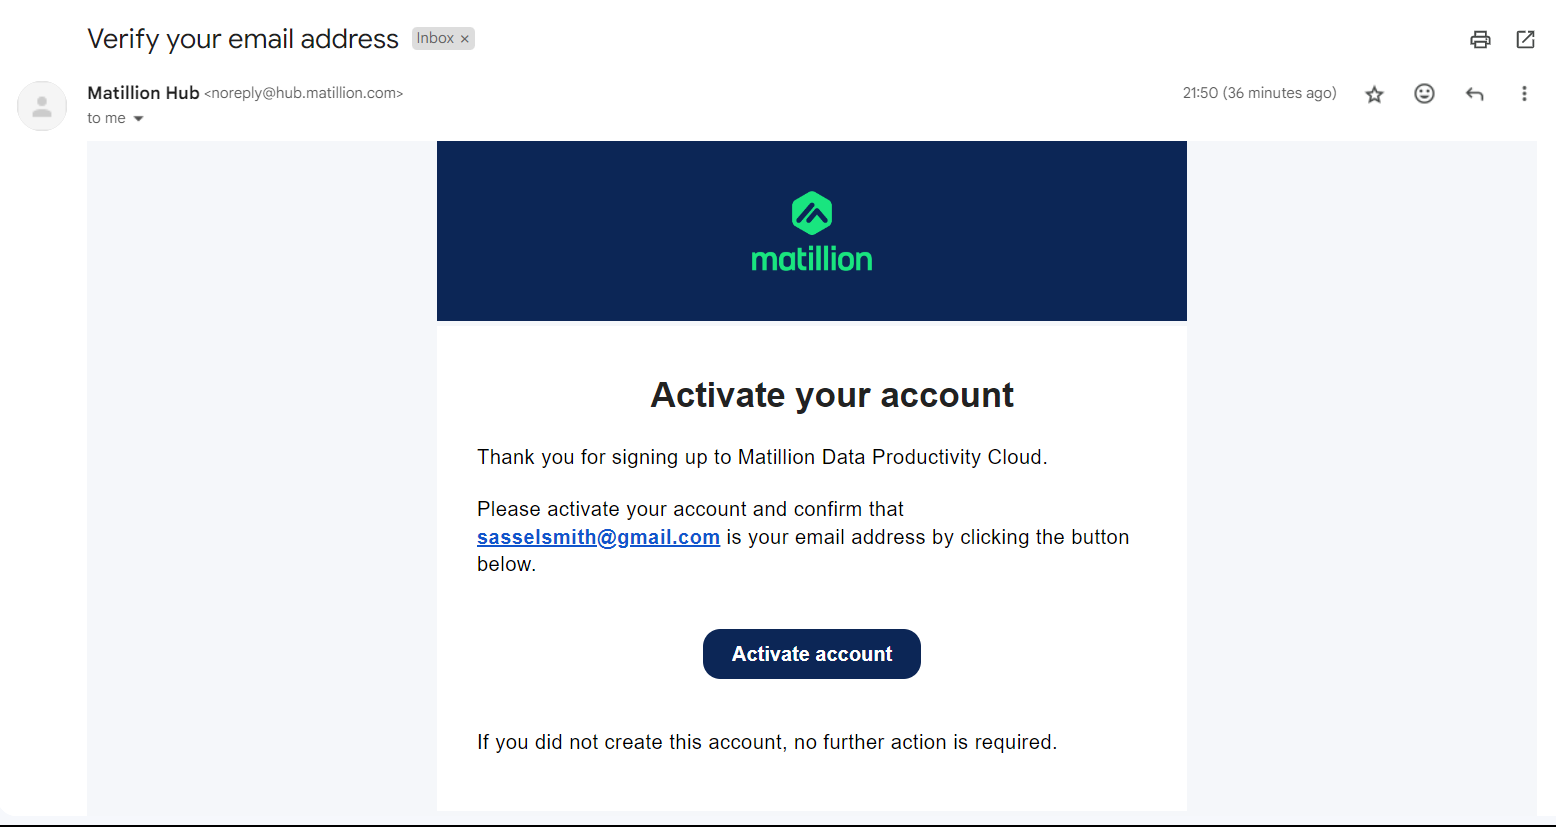 Verify your email address Inbox ×
Matillion Hub <noreply@hub.matillion.com> 21:50 (36 minutes ago)
to me
matillion
Activate your account
Thank you for signing up to Matillion Data Productivity Cloud.
Please activate your account and confirm that
sasselsmith@gmail.com is your email address by clicking the button
below.
Activate account
If you did not create this account, no further action is required.